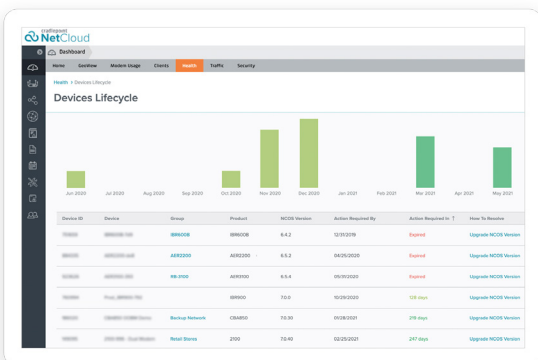 cradlepoint
NetCloud
Dashboard
Home GeoView Modem Usage Clients Health Traffic Security
Health > Devices Lifecycle
Devices Lifecycle
Jun 2020 Jul 2020 Aug 2020 Sep 2020 Oct 2020 Nov 2020 Dec 2020 Jan 2021 Feb 2021 Mar 2021 Apr 2021 May 2021
Device ID Device Group Product NCOS Version Action Required By Action Required In ↑ How To Resolve
IBR600B IBR600B 6.4.2 12/31/2019 Expired Upgrade NCOS Version
AER2200 AER2200 6.5.2 04/25/2020 Expired Upgrade NCOS Version
RB-3100 AER3100 6.5.4 05/31/2020 Expired Upgrade NCOS Version
IBR900 7.0.0 10/29/2020 128 days Upgrade NCOS Version
Backup Network CBA850 7.0.30 01/28/2021 219 days Upgrade NCOS Version
Retail Stores 2100 7.0.40 02/25/2021 247 days Upgrade NCOS Version